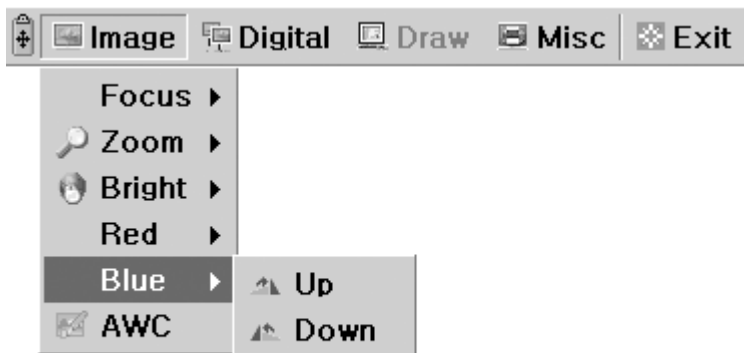 Image Digital Draw Misc Exit
Focus
Zoom
Bright
Red
Blue
Up
AWC
Down